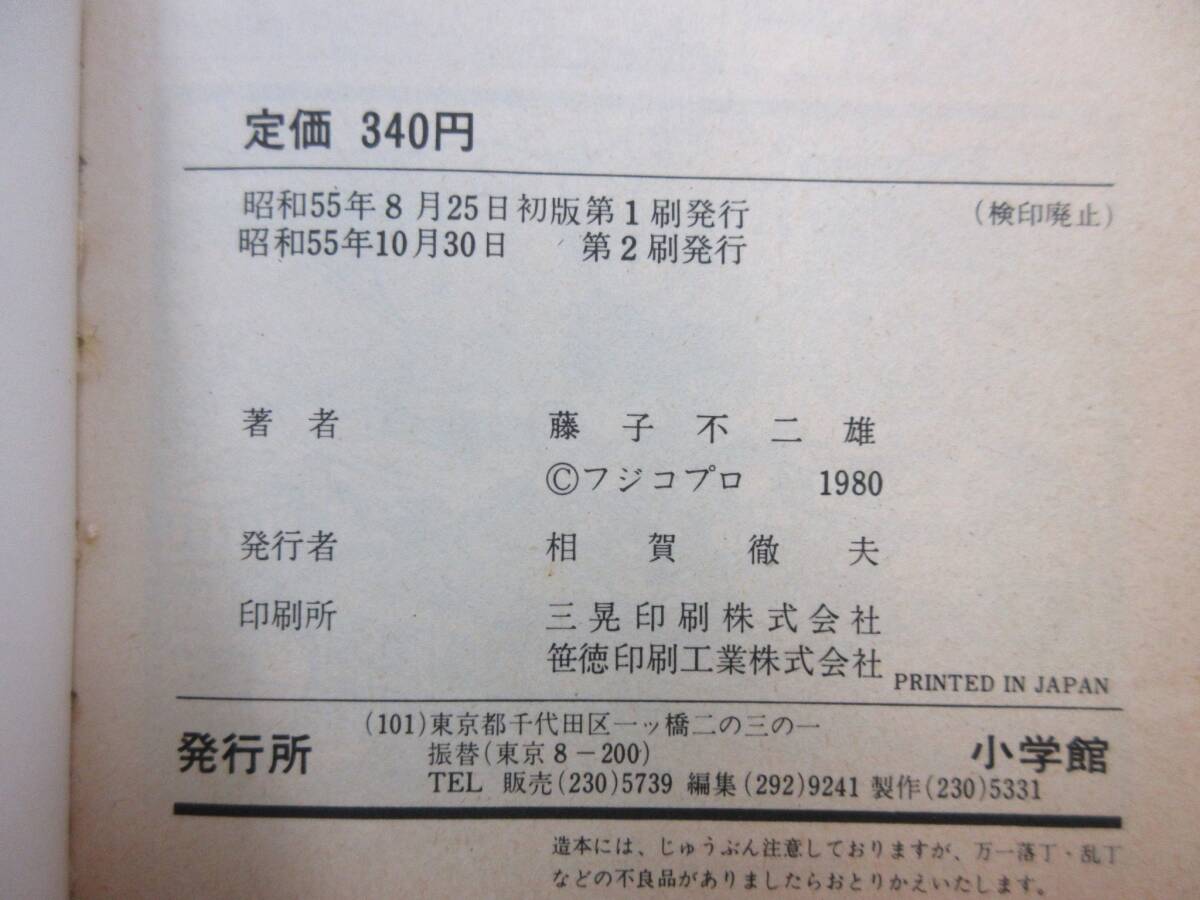 定価 340円
昭和55年8月25日初版第1刷発行 (検印廃止)
昭和55年10月30日 第2刷発行
著者 藤子不二雄
©フジコプロ 1980
発行者 相賀徹夫
印刷所 三晃印刷株式会社
笹徳印刷工業株式会社
PRINTED IN JAPAN
発行所 (101)東京都千代田区一ッ橋二の三の一 小学館
振替(東京8-200)
TEL 販売(230)5739 編集(292)9241 製作(230)5331
造本には、じゅうぶん注意しておりますが、万一落丁・乱丁
などの不良品がありましたらおとりかえいたします。